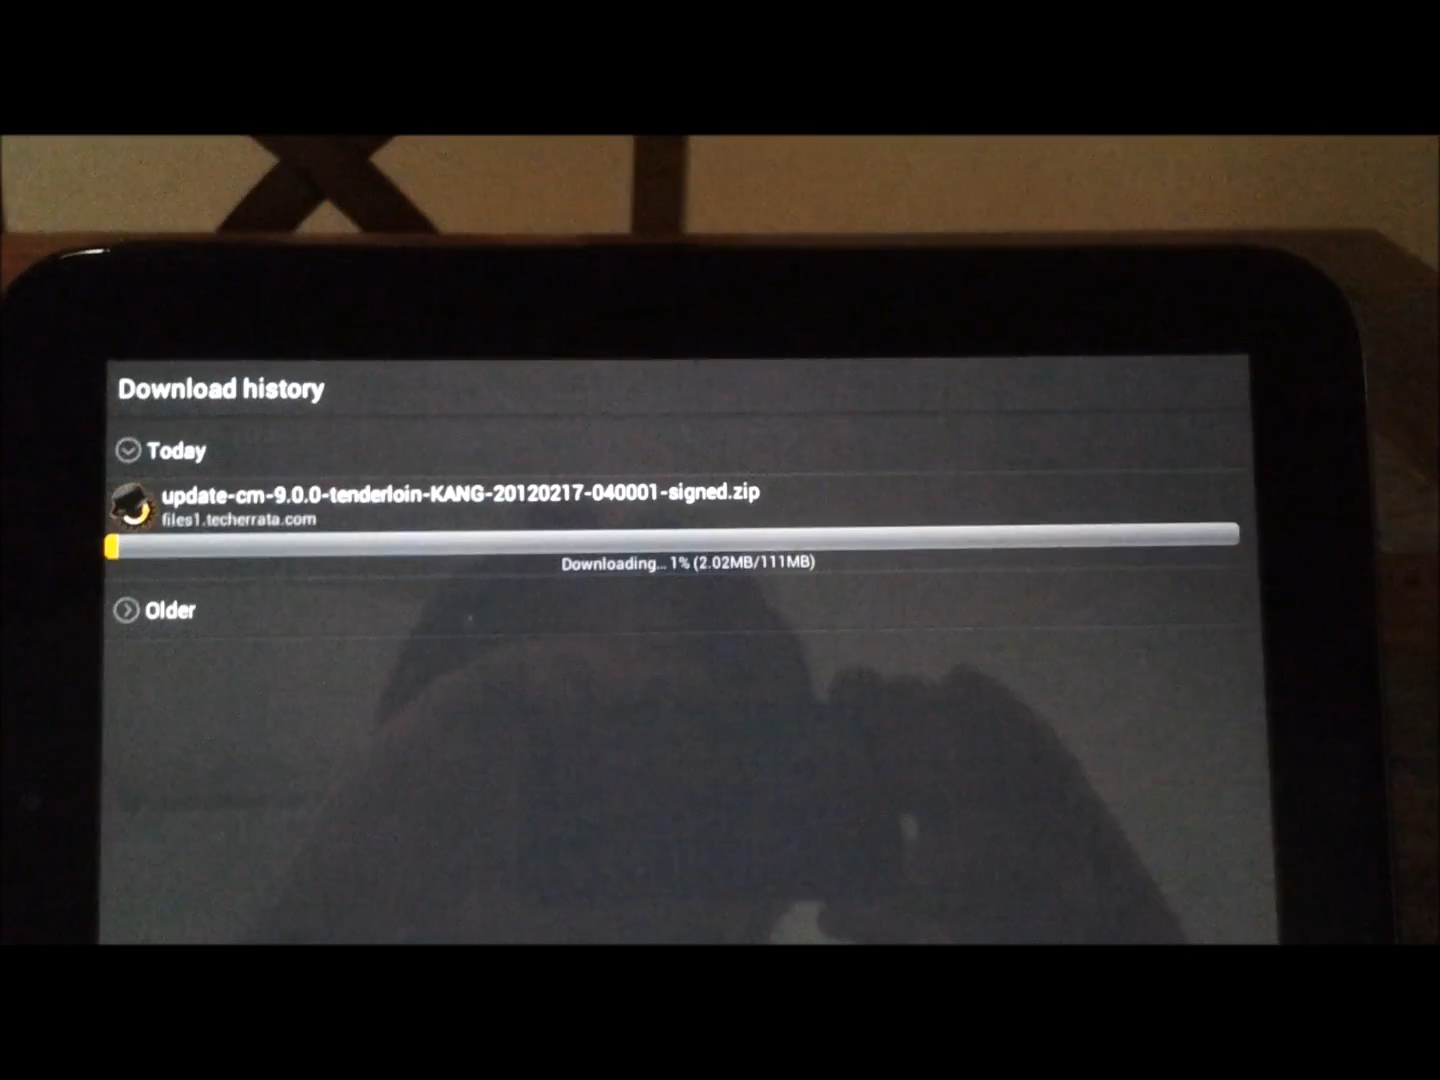 Download history
Today
update-cm-9.0.0-tenderloin-KANG-20120217-040001-signed.zip
files1.techerrata.com
Downloading... 1% (2.02MB/111MB)
Older